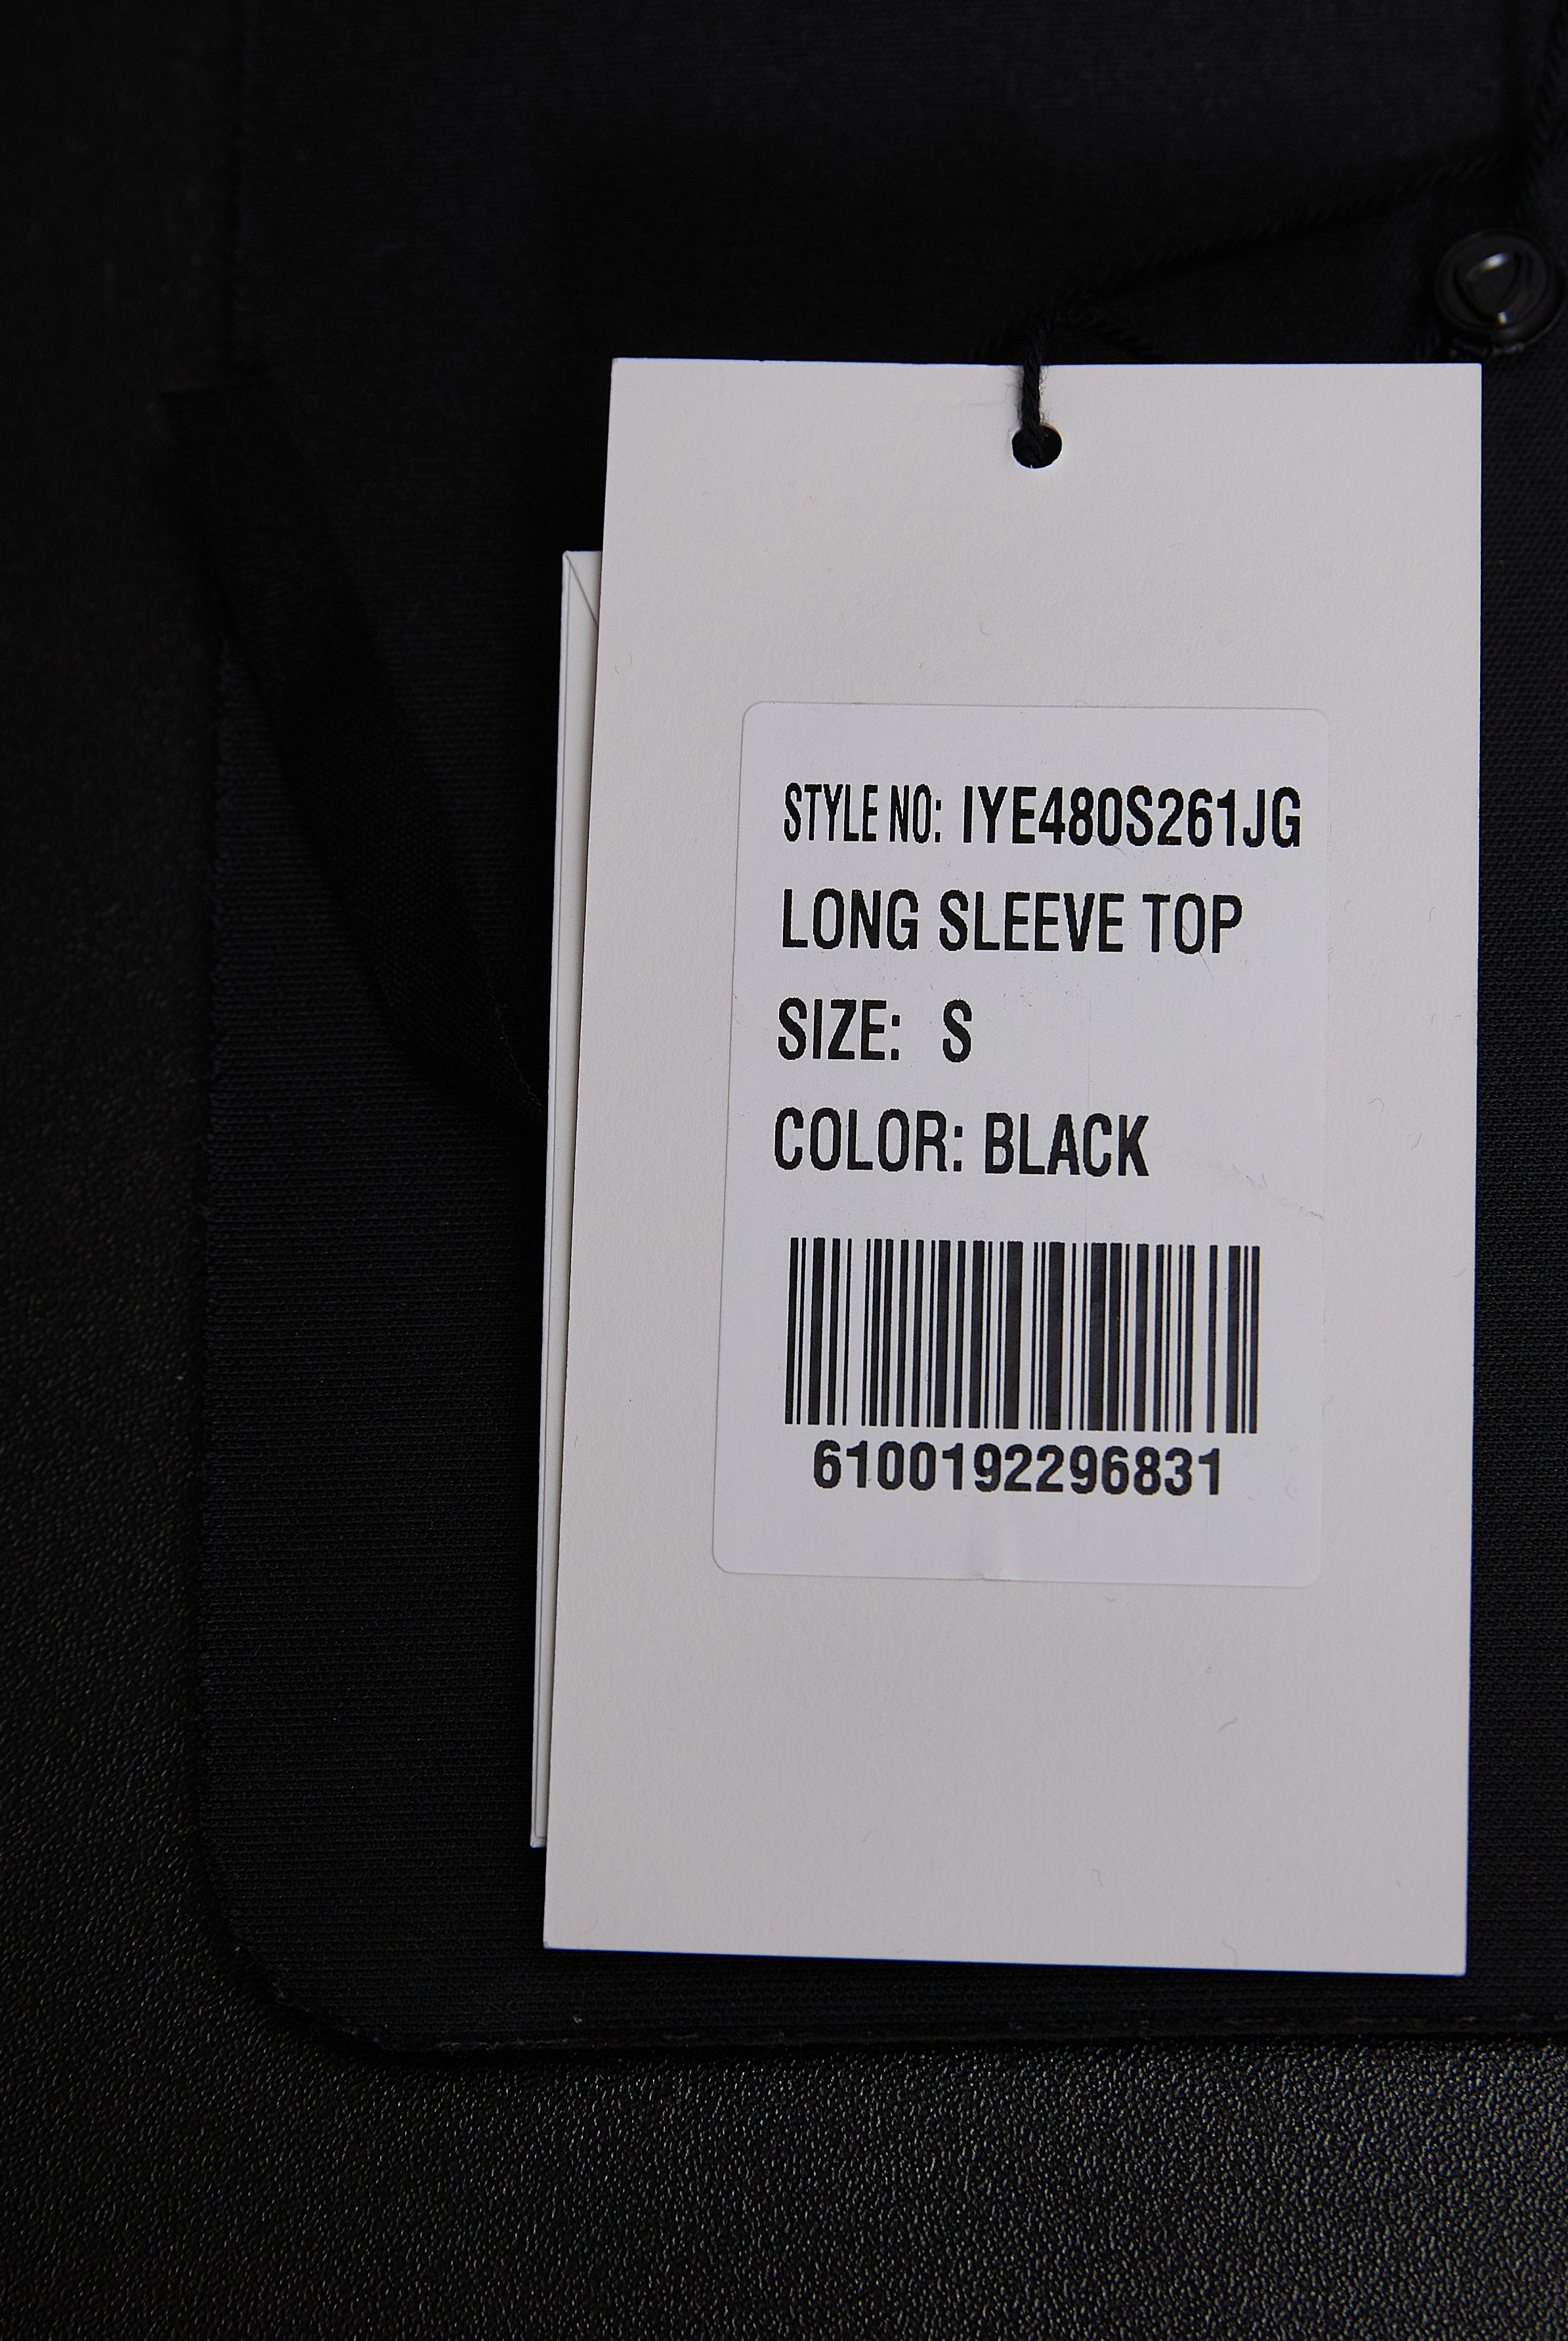 STYLE NO: IYE480S261JG
LONG SLEEVE TOP
SIZE: S
COLOR: BLACK
6100192296831